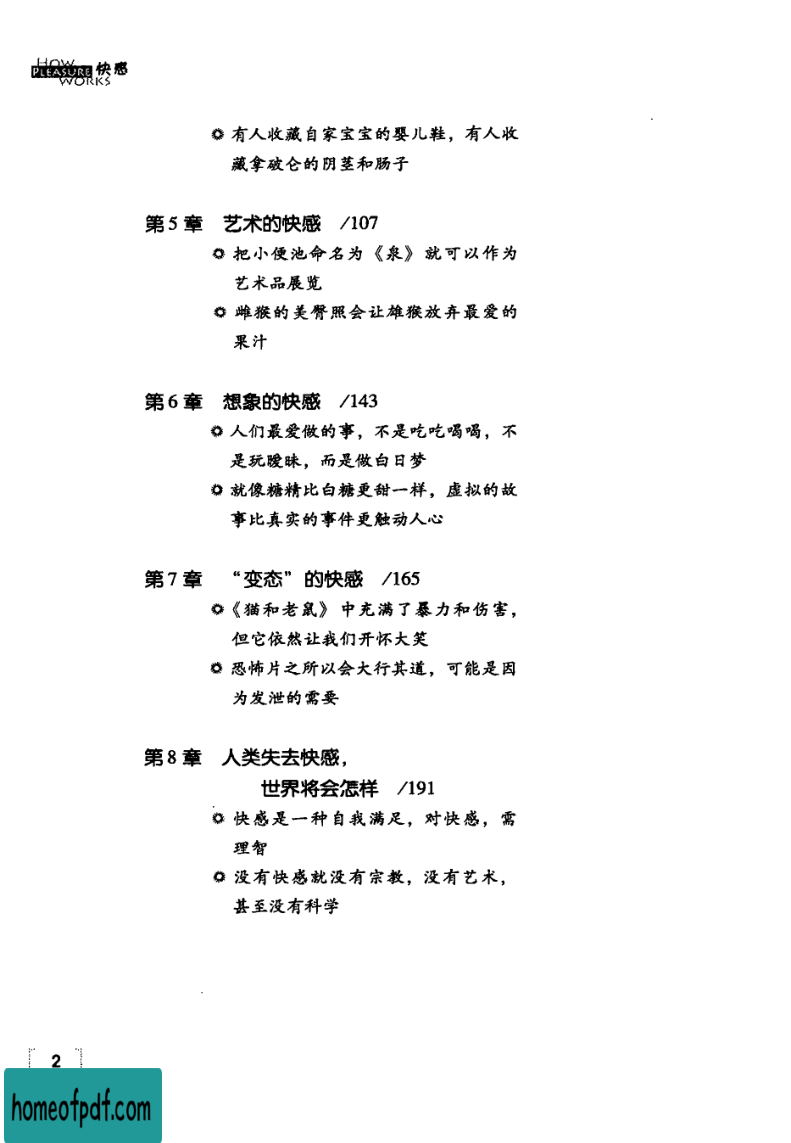 HOW
PLEASURE 快感
WORKS
有人收藏自家宝宝的婴儿鞋，有人收
藏拿破仑的阴茎和肠子
第5章 艺术的快感 /107
把小便池命名为《泉》就可以作为
艺术品展览
雌猴的美臀照会让雄猴放弃最爱的
果汁
第6章 想象的快感 /143
人们最爱做的事，不是吃吃喝喝，不
是玩暧昧，而是做白日梦
就像糖精比白糖更甜一样，虚拟的故
事比真实的事件更触动人心
第7章 “变态”的快感 /165
《猫和老鼠》中充满了暴力和伤害，
但它依然让我们开怀大笑
恐怖片之所以会大行其道，可能是因
为发泄的需要
第8章 人类失去快感，
世界将会怎样 /191
快感是一种自我满足，对快感，需
理智
没有快感就没有宗教，没有艺术，
甚至没有科学
2
homeofpdf.com